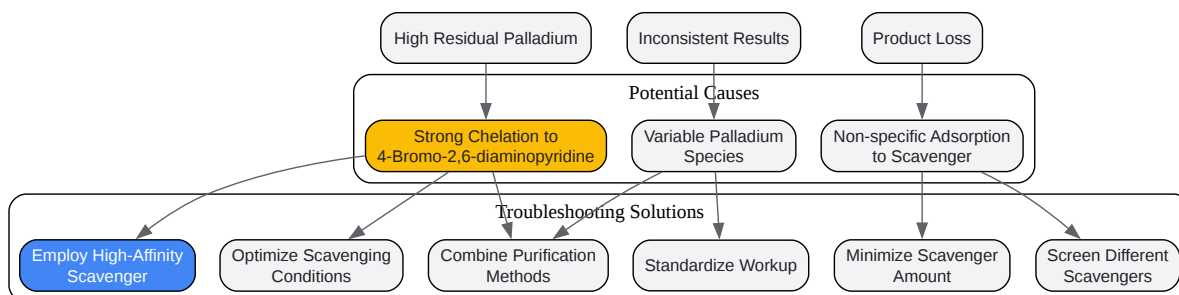 High Residual Palladium
Inconsistent Results
Product Loss
Potential Causes
Strong Chelation to
4-Bromo-2,6-diaminopyridine
Variable Palladium
Species
Non-specific Adsorption
to Scavenger
Troubleshooting Solutions
Employ High-Affinity
Scavenger
Optimize Scavenging
Conditions
Combine Purification
Methods
Standardize Workup
Minimize Scavenger
Amount
Screen Different
Scavengers